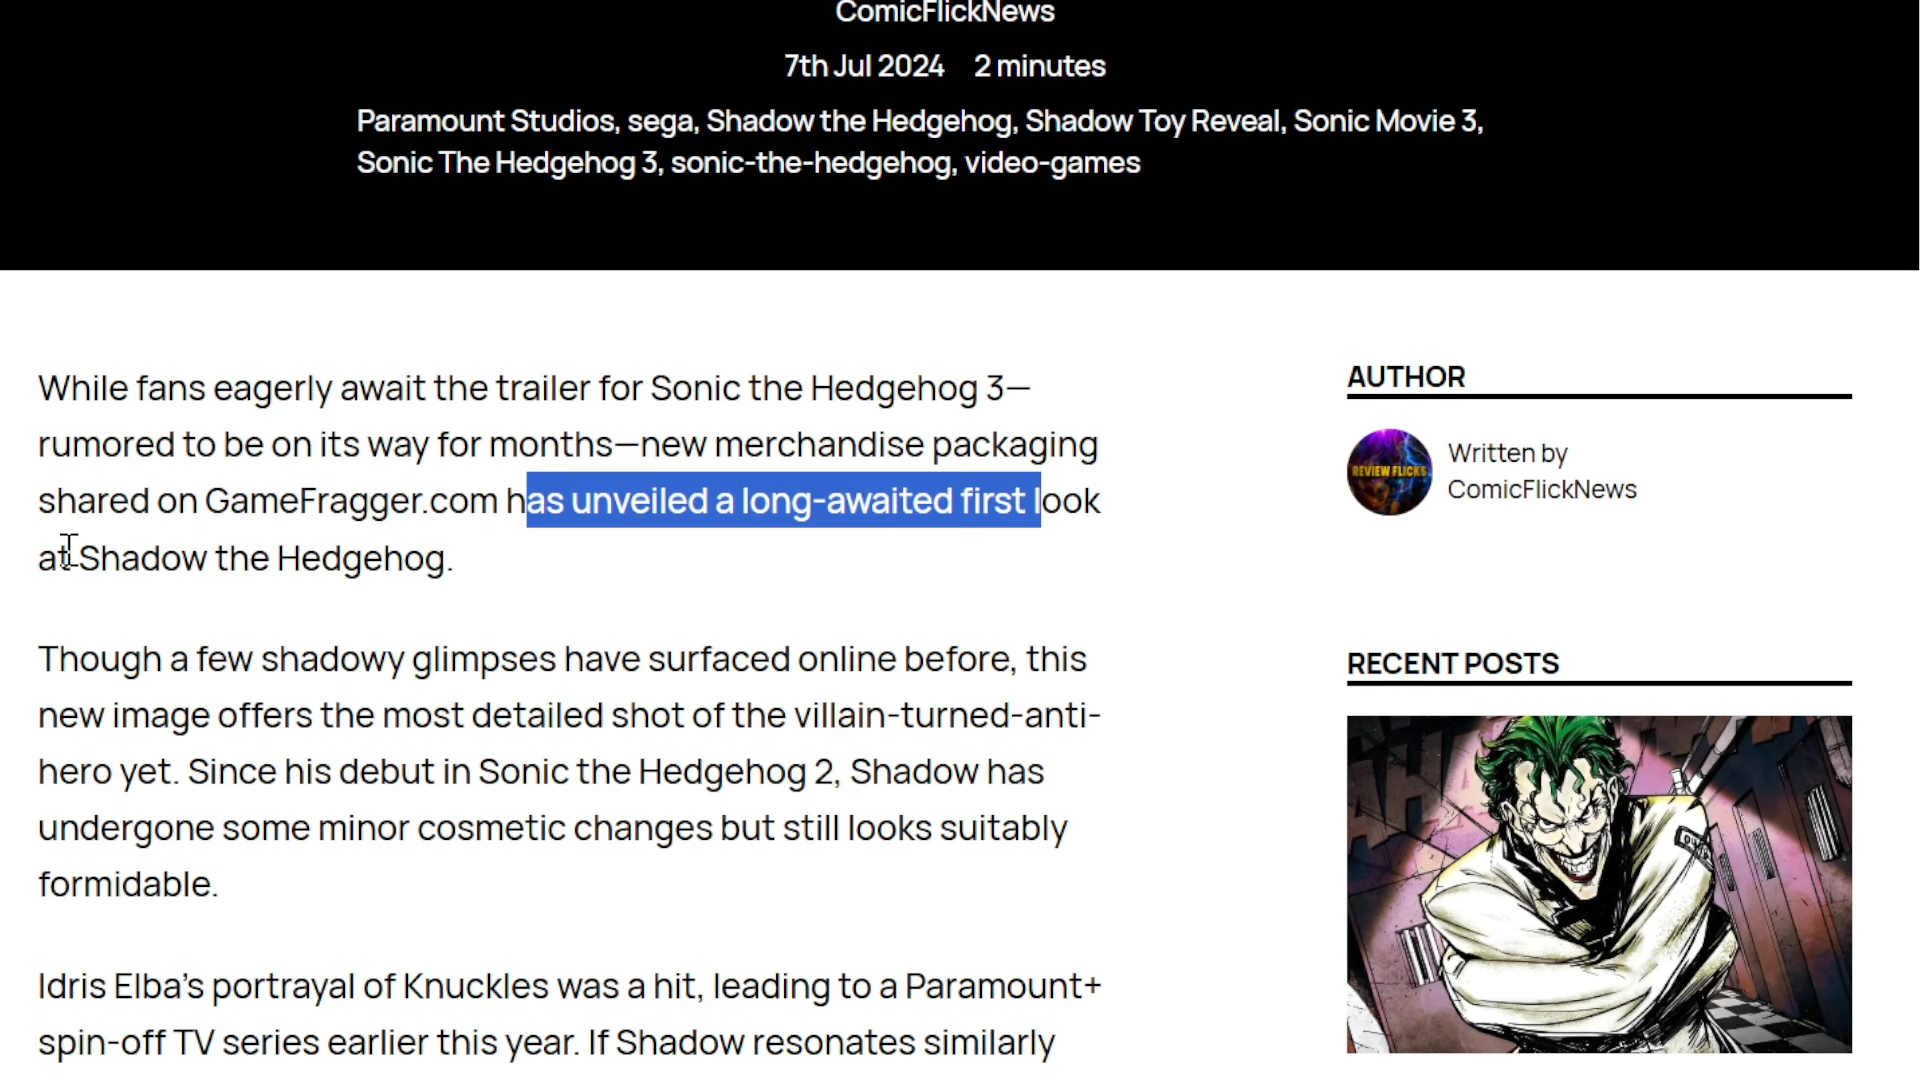 ComicFlickNews
7th Jul 2024 2 minutes
Paramount Studios, sega, Shadow the Hedgehog, Shadow Toy Reveal, Sonic Movie 3,
Sonic The Hedgehog 3, sonic-the-hedgehog, video-games
While fans eagerly await the trailer for Sonic the Hedgehog 3—
rumored to be on its way for months—new merchandise packaging
shared on GameFragger.com has unveiled a long-awaited first look
at Shadow the Hedgehog.
Though a few shadowy glimpses have surfaced online before, this
new image offers the most detailed shot of the villain-turned-anti-
hero yet. Since his debut in Sonic the Hedgehog 2, Shadow has
undergone some minor cosmetic changes but still looks suitably
formidable.
Idris Elba’s portrayal of Knuckles was a hit, leading to a Paramount+
spin-off TV series earlier this year. If Shadow resonates similarly
AUTHOR
REVIEW FLICKS
Written by
ComicFlickNews
RECENT POSTS